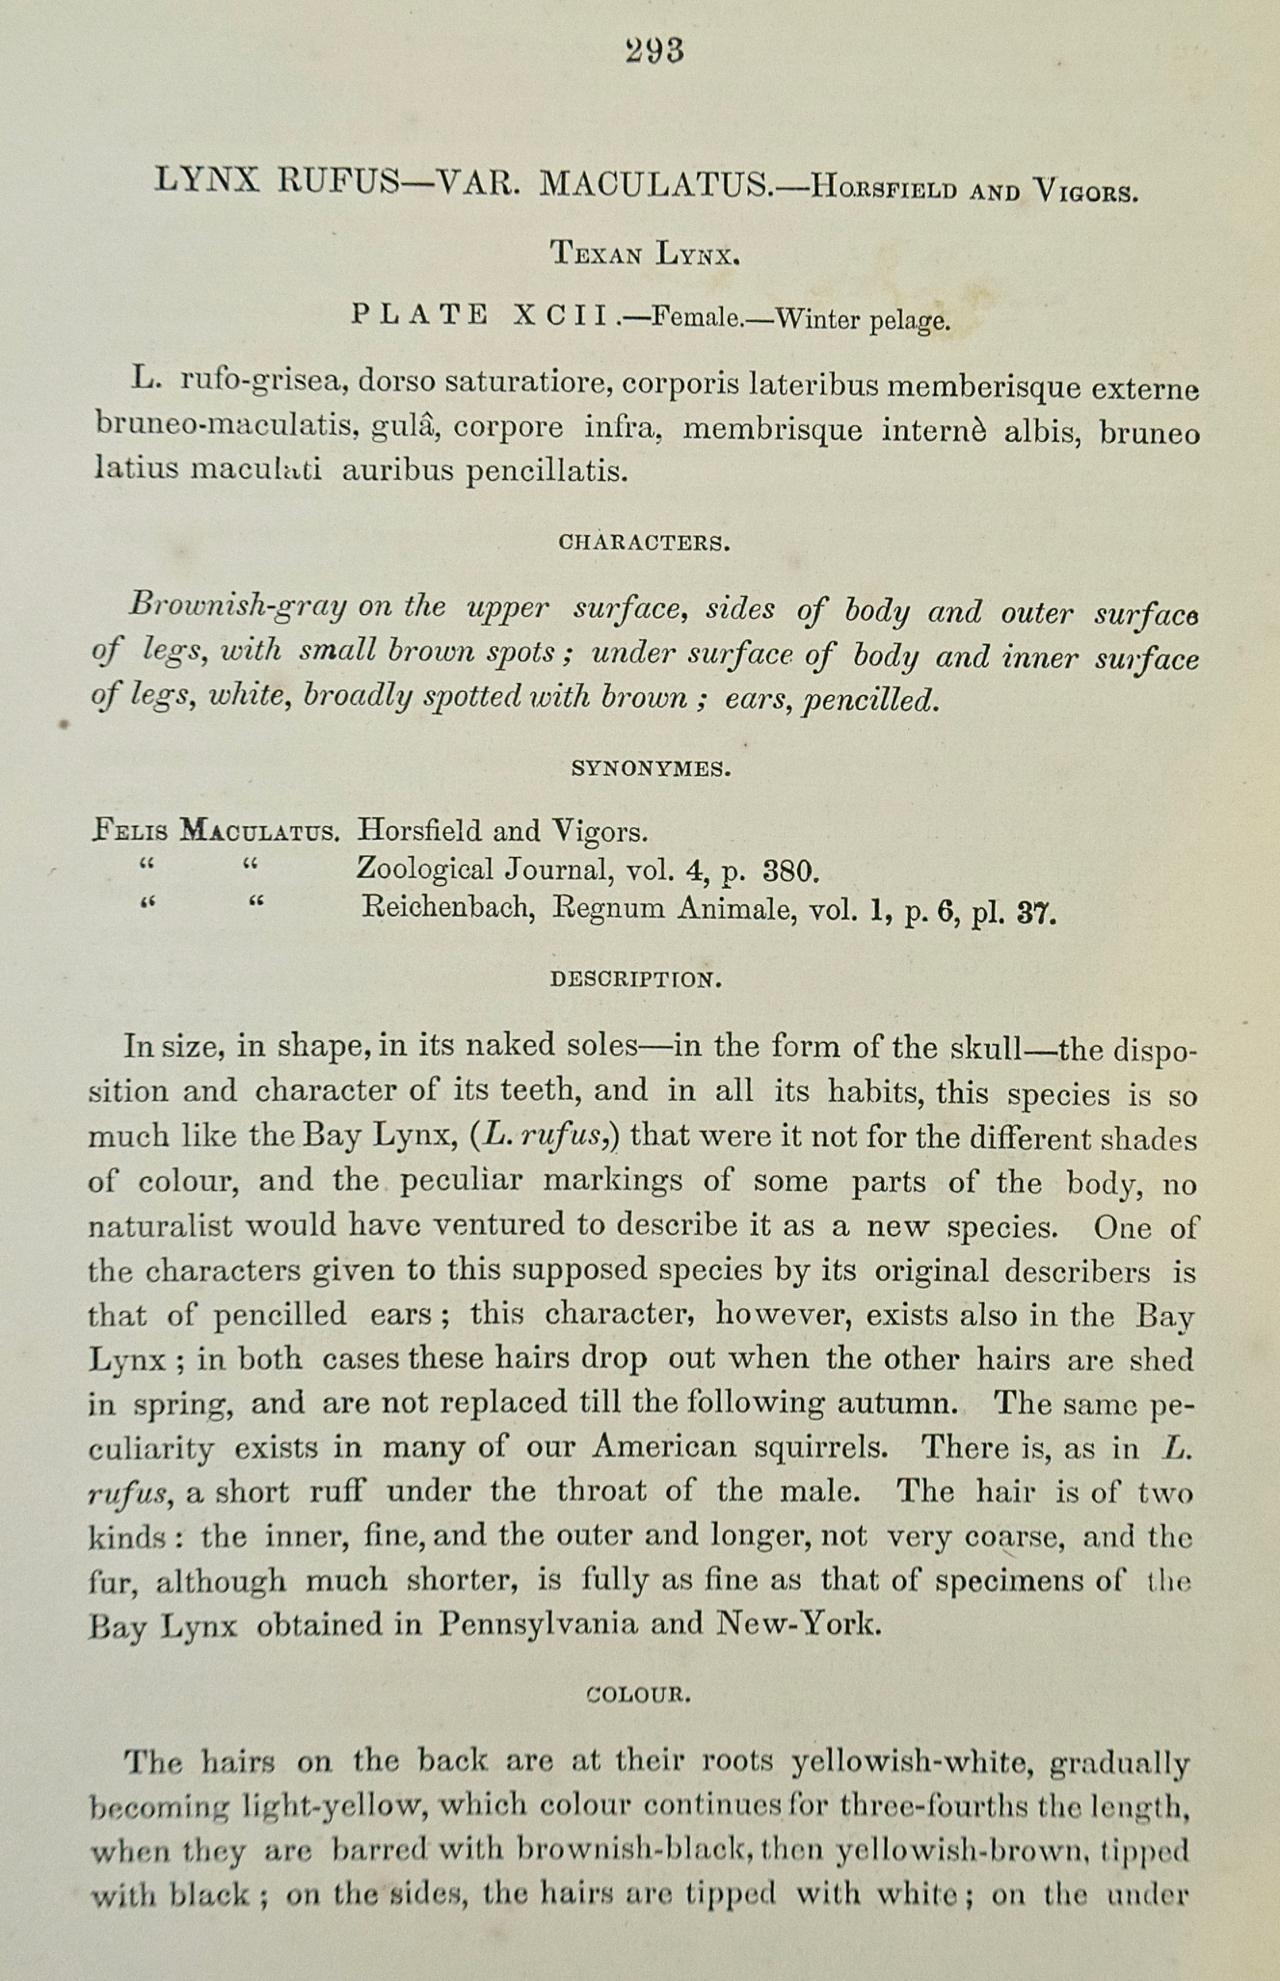 293
LYNX RUFUS—VAR. MACULATUS.—Horsfield and Vigors.
Texan Lynx.
PLATE XCII.—Female.—Winter pelage.
L. rufo-grisea, dorso saturatiore, corporis lateribus memberisque externe
bruneo-maculatis, gulâ, corpore infra, membrisque internè albis, bruneo
latius maculati auribus pencillatis.
CHARACTERS.
Brownish-gray on the upper surface, sides of body and outer surface
of legs, with small brown spots ; under surface of body and inner surface
of legs, white, broadly spotted with brown ; ears, pencilled.
SYNONYMES.
Felis Maculatus. Horsfield and Vigors.
“ “ Zoological Journal, vol. 4, p. 380.
“ “ Reichenbach, Regnum Animale, vol. 1, p. 6, pl. 37.
DESCRIPTION.
In size, in shape, in its naked soles—in the form of the skull—the dispo-
sition and character of its teeth, and in all its habits, this species is so
much like the Bay Lynx, (L. rufus,) that were it not for the different shades
of colour, and the peculiar markings of some parts of the body, no
naturalist would have ventured to describe it as a new species. One of
the characters given to this supposed species by its original describers is
that of pencilled ears ; this character, however, exists also in the Bay
Lynx ; in both cases these hairs drop out when the other hairs are shed
in spring, and are not replaced till the following autumn. The same pe-
culiarity exists in many of our American squirrels. There is, as in L.
rufus, a short ruff under the throat of the male. The hair is of two
kinds : the inner, fine, and the outer and longer, not very coarse, and the
fur, although much shorter, is fully as fine as that of specimens of the
Bay Lynx obtained in Pennsylvania and New-York.
COLOUR.
The hairs on the back are at their roots yellowish-white, gradually
becoming light-yellow, which colour continues for three-fourths the length,
when they are barred with brownish-black, then yellowish-brown, tipped
with black ; on the sides, the hairs are tipped with white ; on the under